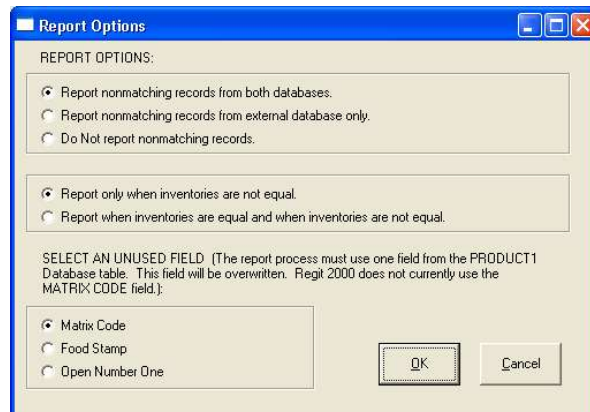 Report Options
REPORT OPTIONS:
Report nonmatching records from both databases.
Report nonmatching records from external database only.
Do Not report nonmatching records.
Report only when inventories are not equal.
Report when inventories are equal and when inventories are not equal.
SELECT AN UNUSED FIELD (The report process must use one field from the PRODUCT1
Database table. This field will be overwritten. Regit 2000 does not currently use the
MATRIX CODE field.):
Matrix Code
Food Stamp
Open Number One
OK
Cancel